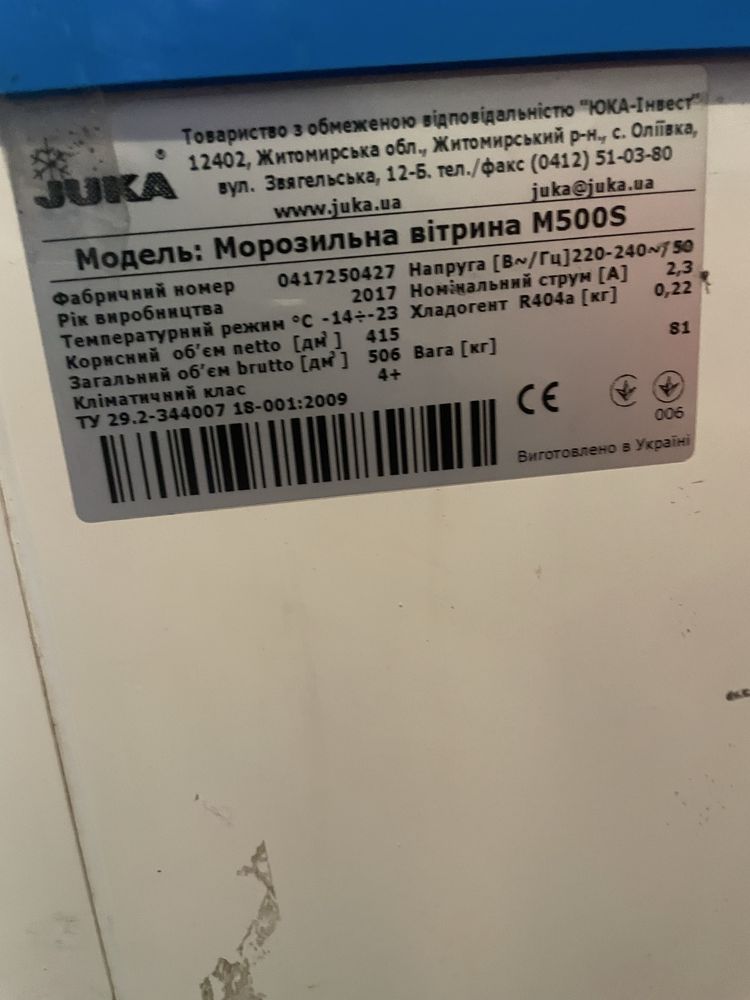 JUKA ®
Товариство з обмеженою відповідальністю "ЮКА-Інвест"
12402, Житомирська обл., Житомирський р-н., с. Оліївка,
вул. Звягельська, 12-Б. тел./факс (0412) 51-03-80
www.juka.ua juka@juka.ua
Модель: Морозильна вітрина M500S
Фабричний номер 0417250427
Рік виробництва 2017
Температурний режим °C -14÷-23
Корисний об'єм netto [дм³] 415
Загальний об'єм brutto [дм³] 506
Кліматичний клас 4+
ТУ 29.2-344007 18-001:2009
Напруга [В~/Гц]220-240~/50
Номінальний струм [А] 2,3
Хладогент R404a [кг] 0,22
Вага [кг] 81
CE
006
Виготовлено в Україні